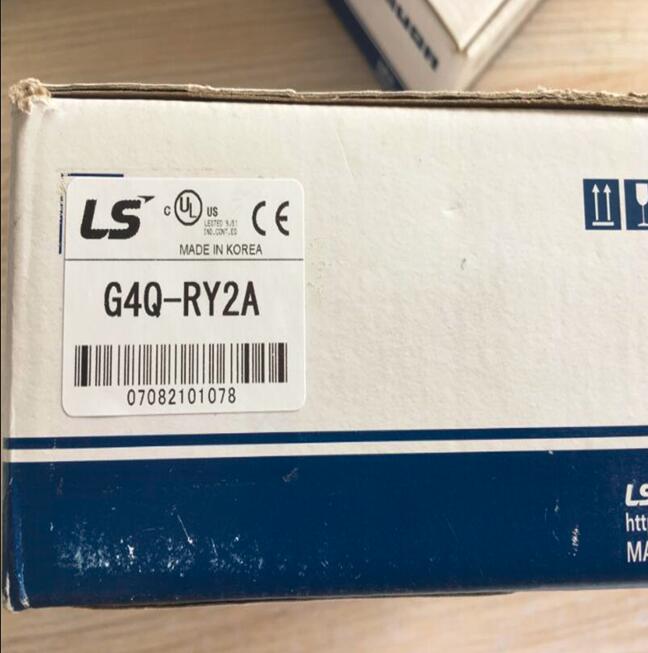 LS
C UL US
LISTED
IND.CONT.EQ
CE
MADE IN KOREA
G4Q-RY2A
07082101078
LS
htt
MA